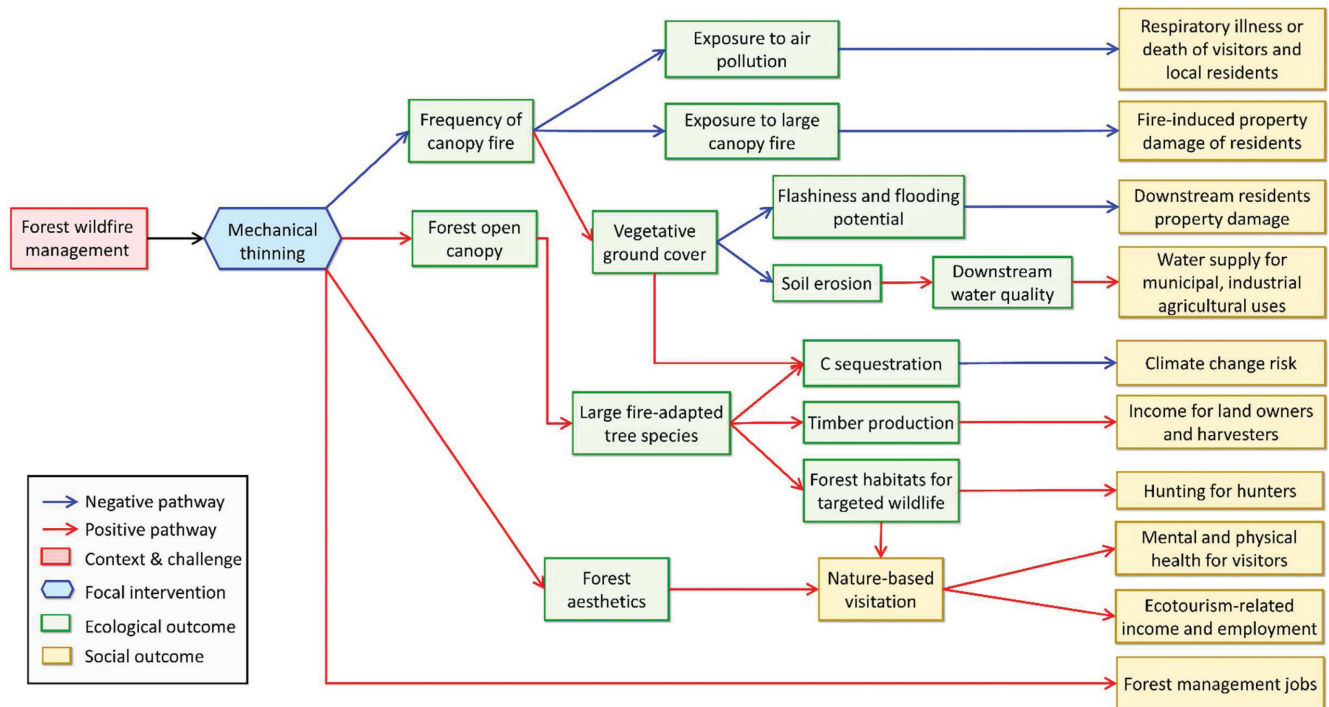 Forest wildfire
management
Mechanical
thinning
Frequency of
canopy fire
Forest open
canopy
Exposure to air
pollution
Exposure to large
canopy fire
Vegetative
ground cover
Flashiness and flooding
potential
Soil erosion
Downstream
water quality
C sequestration
Large fire-adapted
tree species
Timber production
Forest habitats for
targeted wildlife
Forest
aesthetics
Nature-based
visitation
Respiratory illness or
death of visitors and
local residents
Fire-induced property
damage of residents
Downstream residents
property damage
Water supply for
municipal, industrial
agricultural uses
Climate change risk
Income for land owners
and harvesters
Hunting for hunters
Mental and physical
health for visitors
Ecotourism-related
income and employment
Forest management jobs
Negative pathway
Positive pathway
Context & challenge
Focal intervention
Ecological outcome
Social outcome